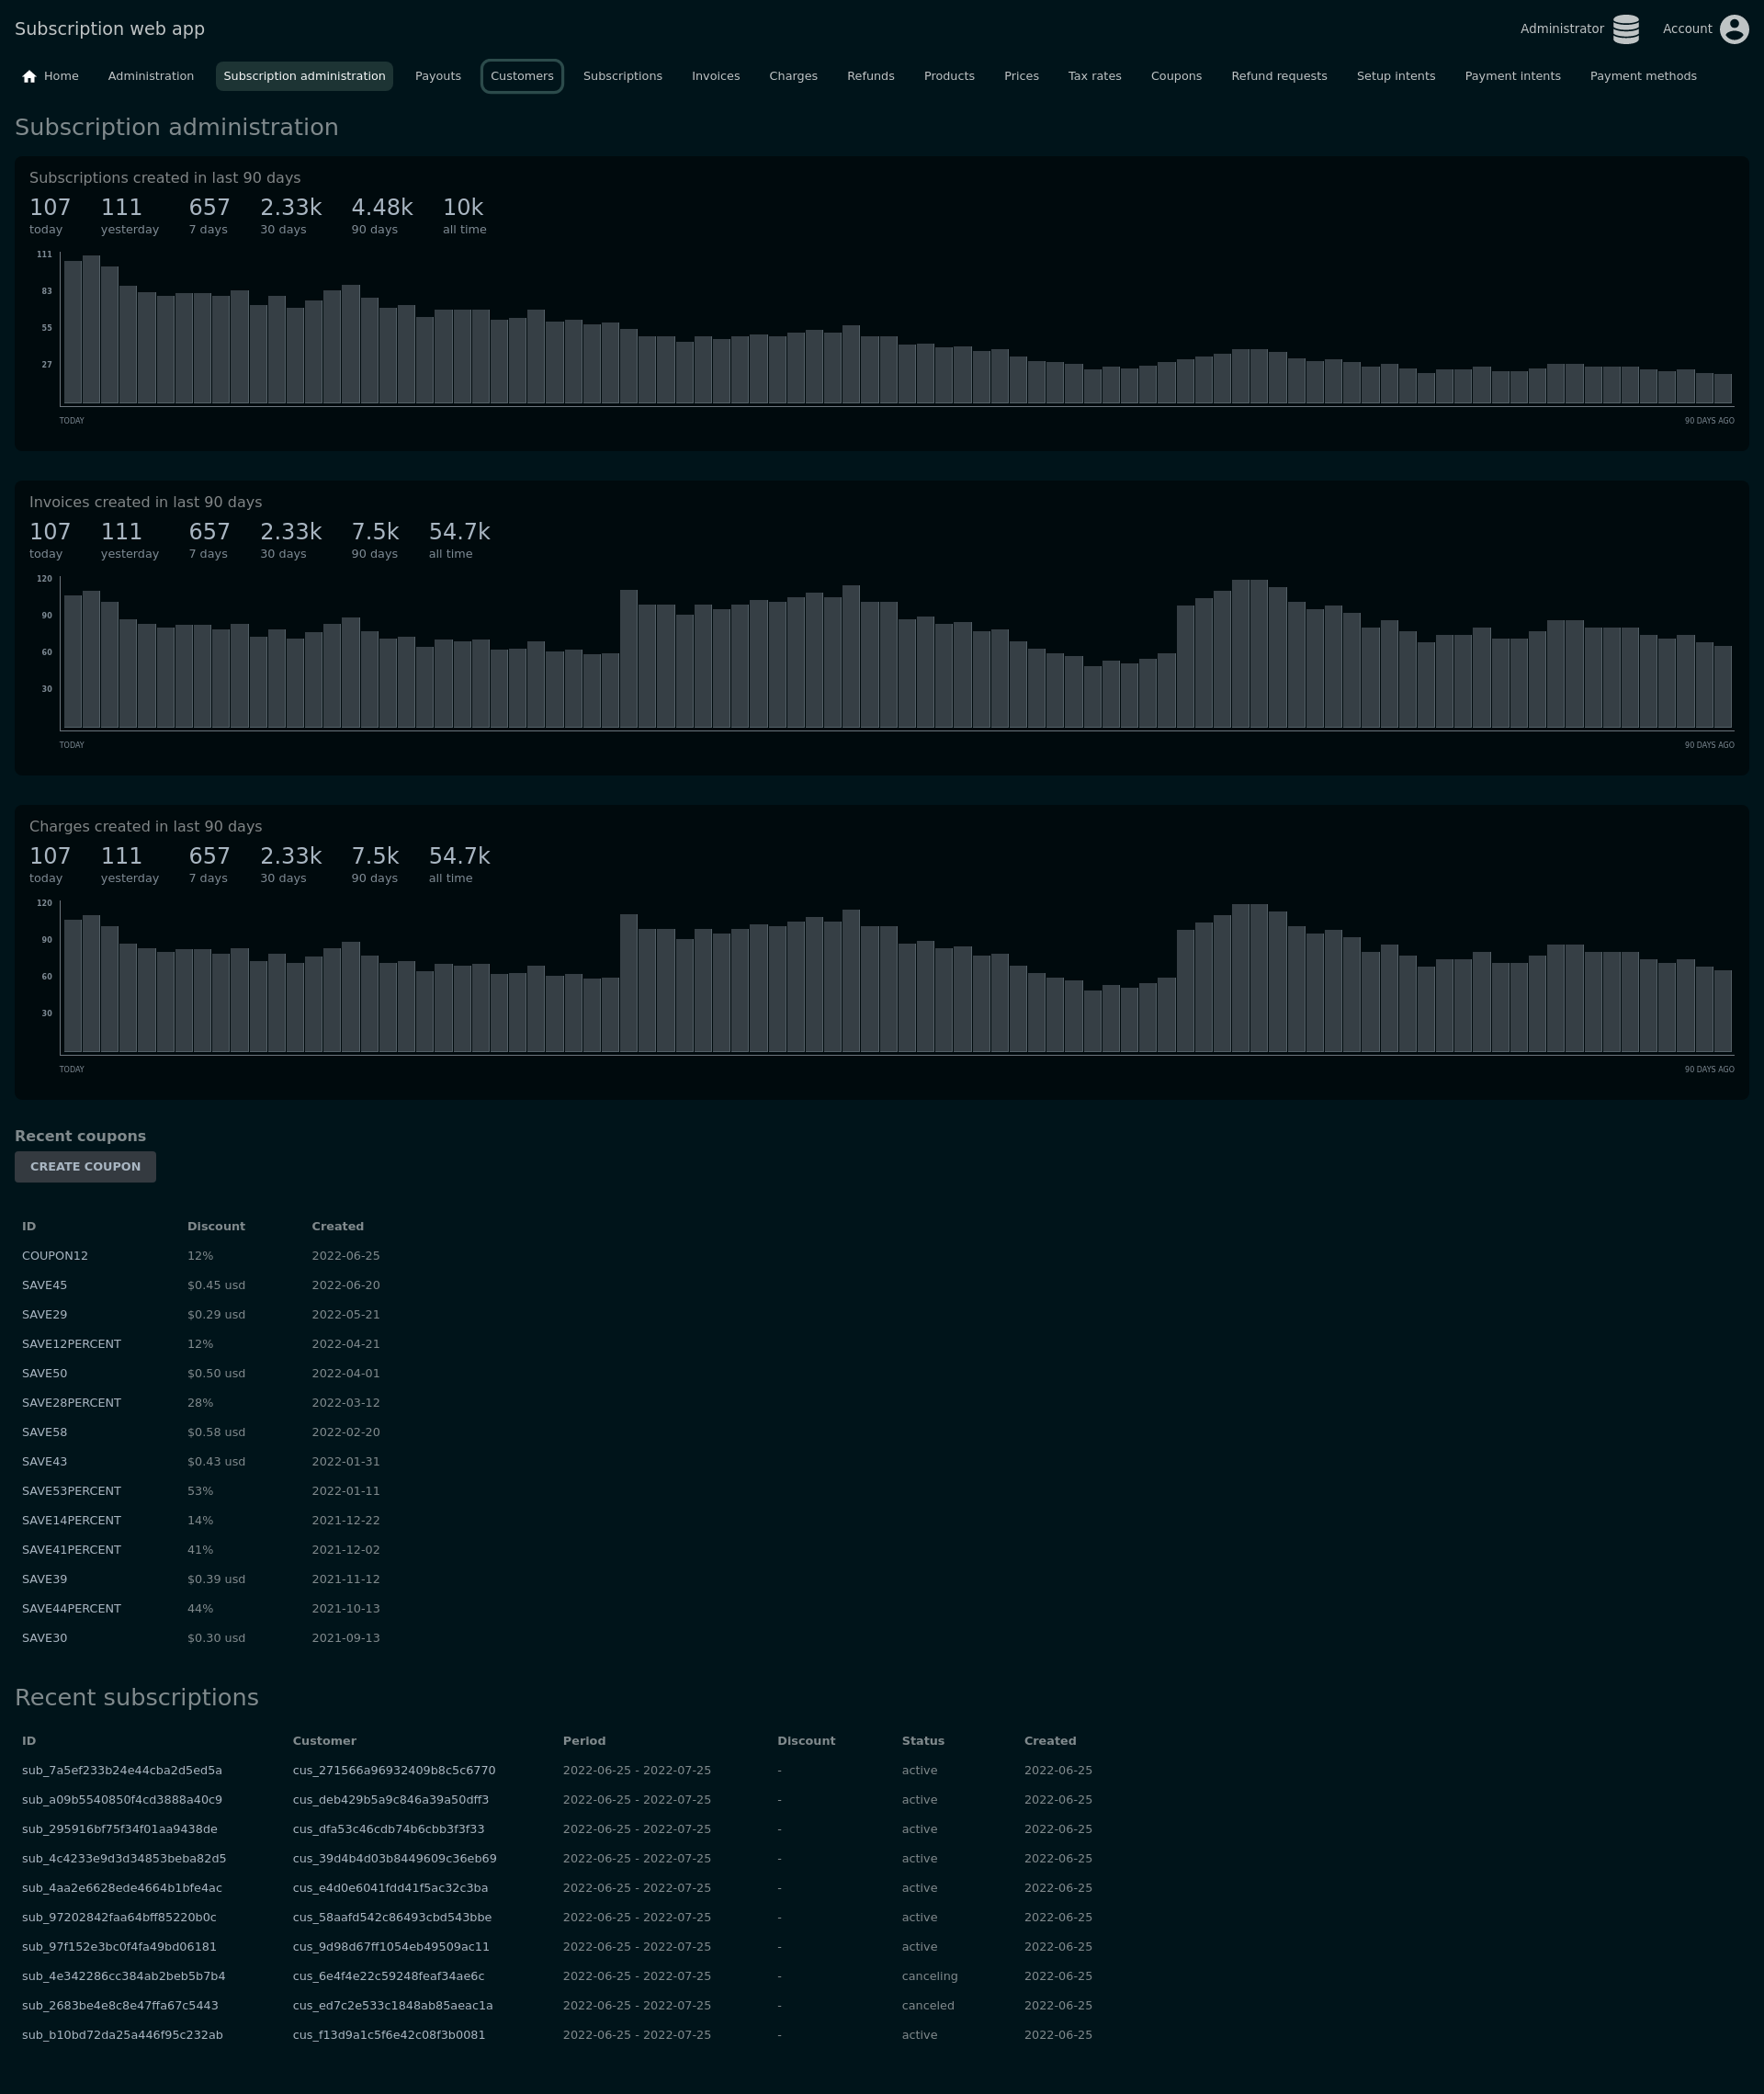 Subscription web app
Administrator Account
Home Administration Subscription administration Payouts Customers Subscriptions Invoices Charges Refunds Products Prices Tax rates Coupons Refund requests Setup intents Payment intents Payment methods
Subscription administration
Subscriptions created in last 90 days
107 111 657 2.33k 4.48k 10k
today yesterday 7 days 30 days 90 days all time
111
83
55
27
TODAY 90 DAYS AGO
Invoices created in last 90 days
107 111 657 2.33k 7.5k 54.7k
today yesterday 7 days 30 days 90 days all time
120
90
60
30
TODAY 90 DAYS AGO
Charges created in last 90 days
107 111 657 2.33k 7.5k 54.7k
today yesterday 7 days 30 days 90 days all time
120
90
60
30
TODAY 90 DAYS AGO
Recent coupons
CREATE COUPON
ID Discount Created
COUPON12 12% 2022-06-25
SAVE45 $0.45 usd 2022-06-20
SAVE29 $0.29 usd 2022-05-21
SAVE12PERCENT 12% 2022-04-21
SAVE50 $0.50 usd 2022-04-01
SAVE28PERCENT 28% 2022-03-12
SAVE58 $0.58 usd 2022-02-20
SAVE43 $0.43 usd 2022-01-31
SAVE53PERCENT 53% 2022-01-11
SAVE14PERCENT 14% 2021-12-22
SAVE41PERCENT 41% 2021-12-02
SAVE39 $0.39 usd 2021-11-12
SAVE44PERCENT 44% 2021-10-13
SAVE30 $0.30 usd 2021-09-13
Recent subscriptions
ID Customer Period Discount Status Created
sub_7a5ef233b24e44cba2d5ed5a cus_271566a96932409b8c5c6770 2022-06-25 - 2022-07-25 - active 2022-06-25
sub_a09b5540850f4cd3888a40c9 cus_deb429b5a9c846a39a50dff3 2022-06-25 - 2022-07-25 - active 2022-06-25
sub_295916bf75f34f01aa9438de cus_dfa53c46cdb74b6cbb3f3f33 2022-06-25 - 2022-07-25 - active 2022-06-25
sub_4c4233e9d3d34853beba82d5 cus_39d4b4d03b8449609c36eb69 2022-06-25 - 2022-07-25 - active 2022-06-25
sub_4aa2e6628ede4664b1bfe4ac cus_e4d0e6041fdd41f5ac32c3ba 2022-06-25 - 2022-07-25 - active 2022-06-25
sub_97202842faa64bff85220b0c cus_58aafd542c86493cbd543bbe 2022-06-25 - 2022-07-25 - active 2022-06-25
sub_97f152e3bc0f4fa49bd06181 cus_9d98d67ff1054eb49509ac11 2022-06-25 - 2022-07-25 - active 2022-06-25
sub_4e342286cc384ab2beb5b7b4 cus_6e4f4e22c59248feaf34ae6c 2022-06-25 - 2022-07-25 - canceling 2022-06-25
sub_2683be4e8c8e47ffa67c5443 cus_ed7c2e533c1848ab85aeac1a 2022-06-25 - 2022-07-25 - canceled 2022-06-25
sub_b10bd72da25a446f95c232ab cus_f13d9a1c5f6e42c08f3b0081 2022-06-25 - 2022-07-25 - active 2022-06-25